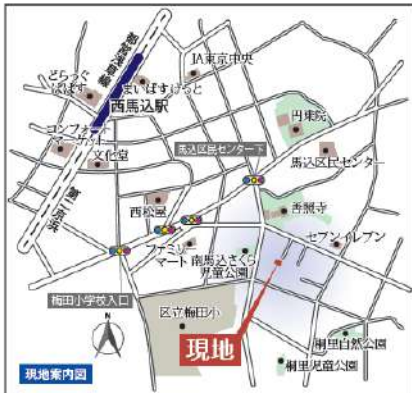 都営浅草線
どらっぐ
ぱぱす
まいばすけっと
JA東京中央
西馬込駅
コンフォート
マーケット
文化堂
円乗院
馬込区民センター下
馬込区民センター
第二京浜
西松屋
善照寺
ファミリー
マート
南馬込さくら
児童公園
セブンイレブン
梅田小学校入口
区立梅田小
N
現地
桐里自然公園
桐里児童公園
現地案内図